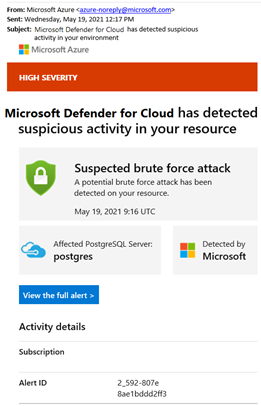 From: Microsoft Azure <azure-noreply@microsoft.com>
Sent: Wednesday, May 19, 2021 12:17 PM
Subject: Microsoft Defender for Cloud has detected suspicious
activity in your environment
Microsoft Azure
HIGH SEVERITY
Microsoft Defender for Cloud has detected
suspicious activity in your resource
Suspected brute force attack
A potential brute force attack has been
detected on your resource.
May 19, 2021 9:16 UTC
Affected PostgreSQL Server:
postgres
Detected by
Microsoft
View the full alert >
Activity details
Subscription
Alert ID
2_592-807e
8ae1bddd2ff3